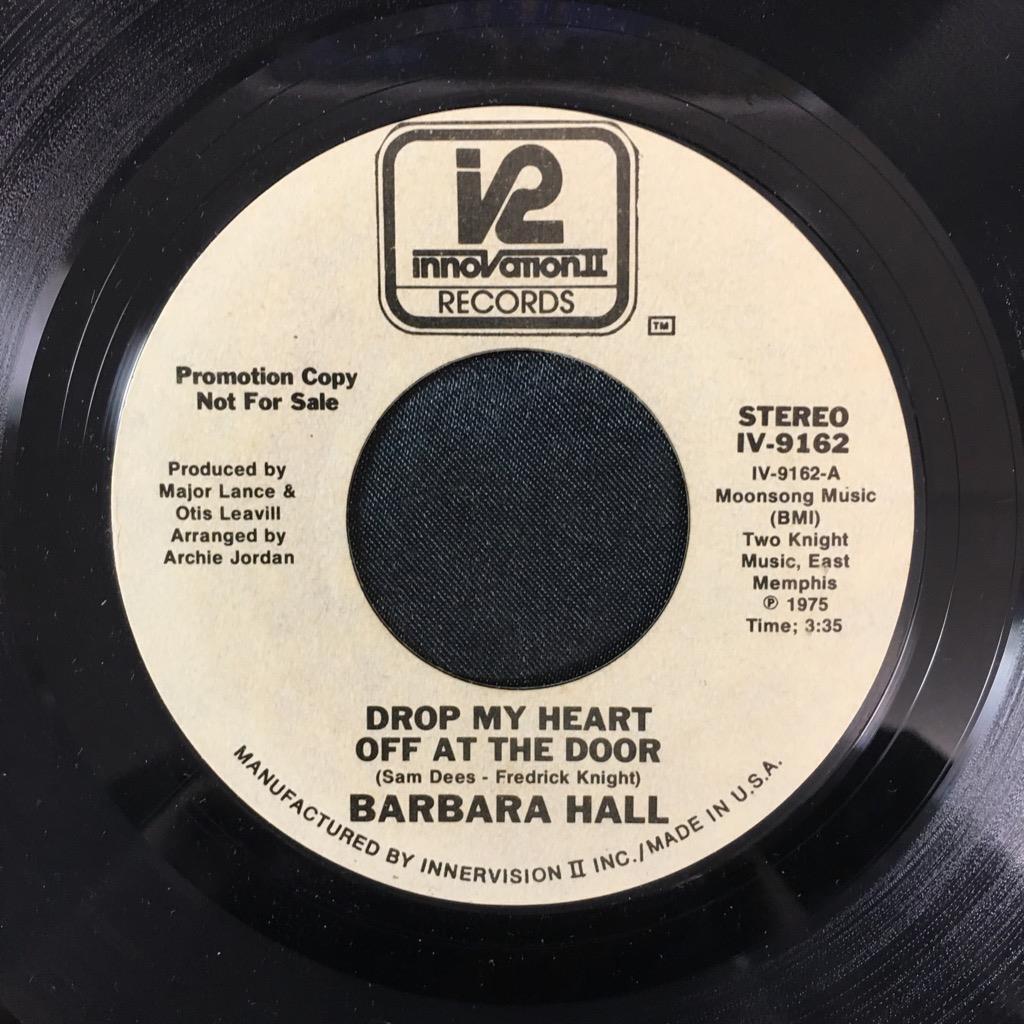 i2
innovation II
RECORDS
TM
Promotion Copy
Not For Sale
Produced by
Major Lance &
Otis Leavill
Arranged by
Archie Jordan
STEREO
IV-9162
IV-9162-A
Moonsong Music
(BMI)
Two Knight
Music, East
Memphis
℗ 1975
Time; 3:35
DROP MY HEART
OFF AT THE DOOR
(Sam Dees - Fredrick Knight)
BARBARA HALL
MANUFACTURED BY INNERVISION II INC./MADE IN U.S.A.